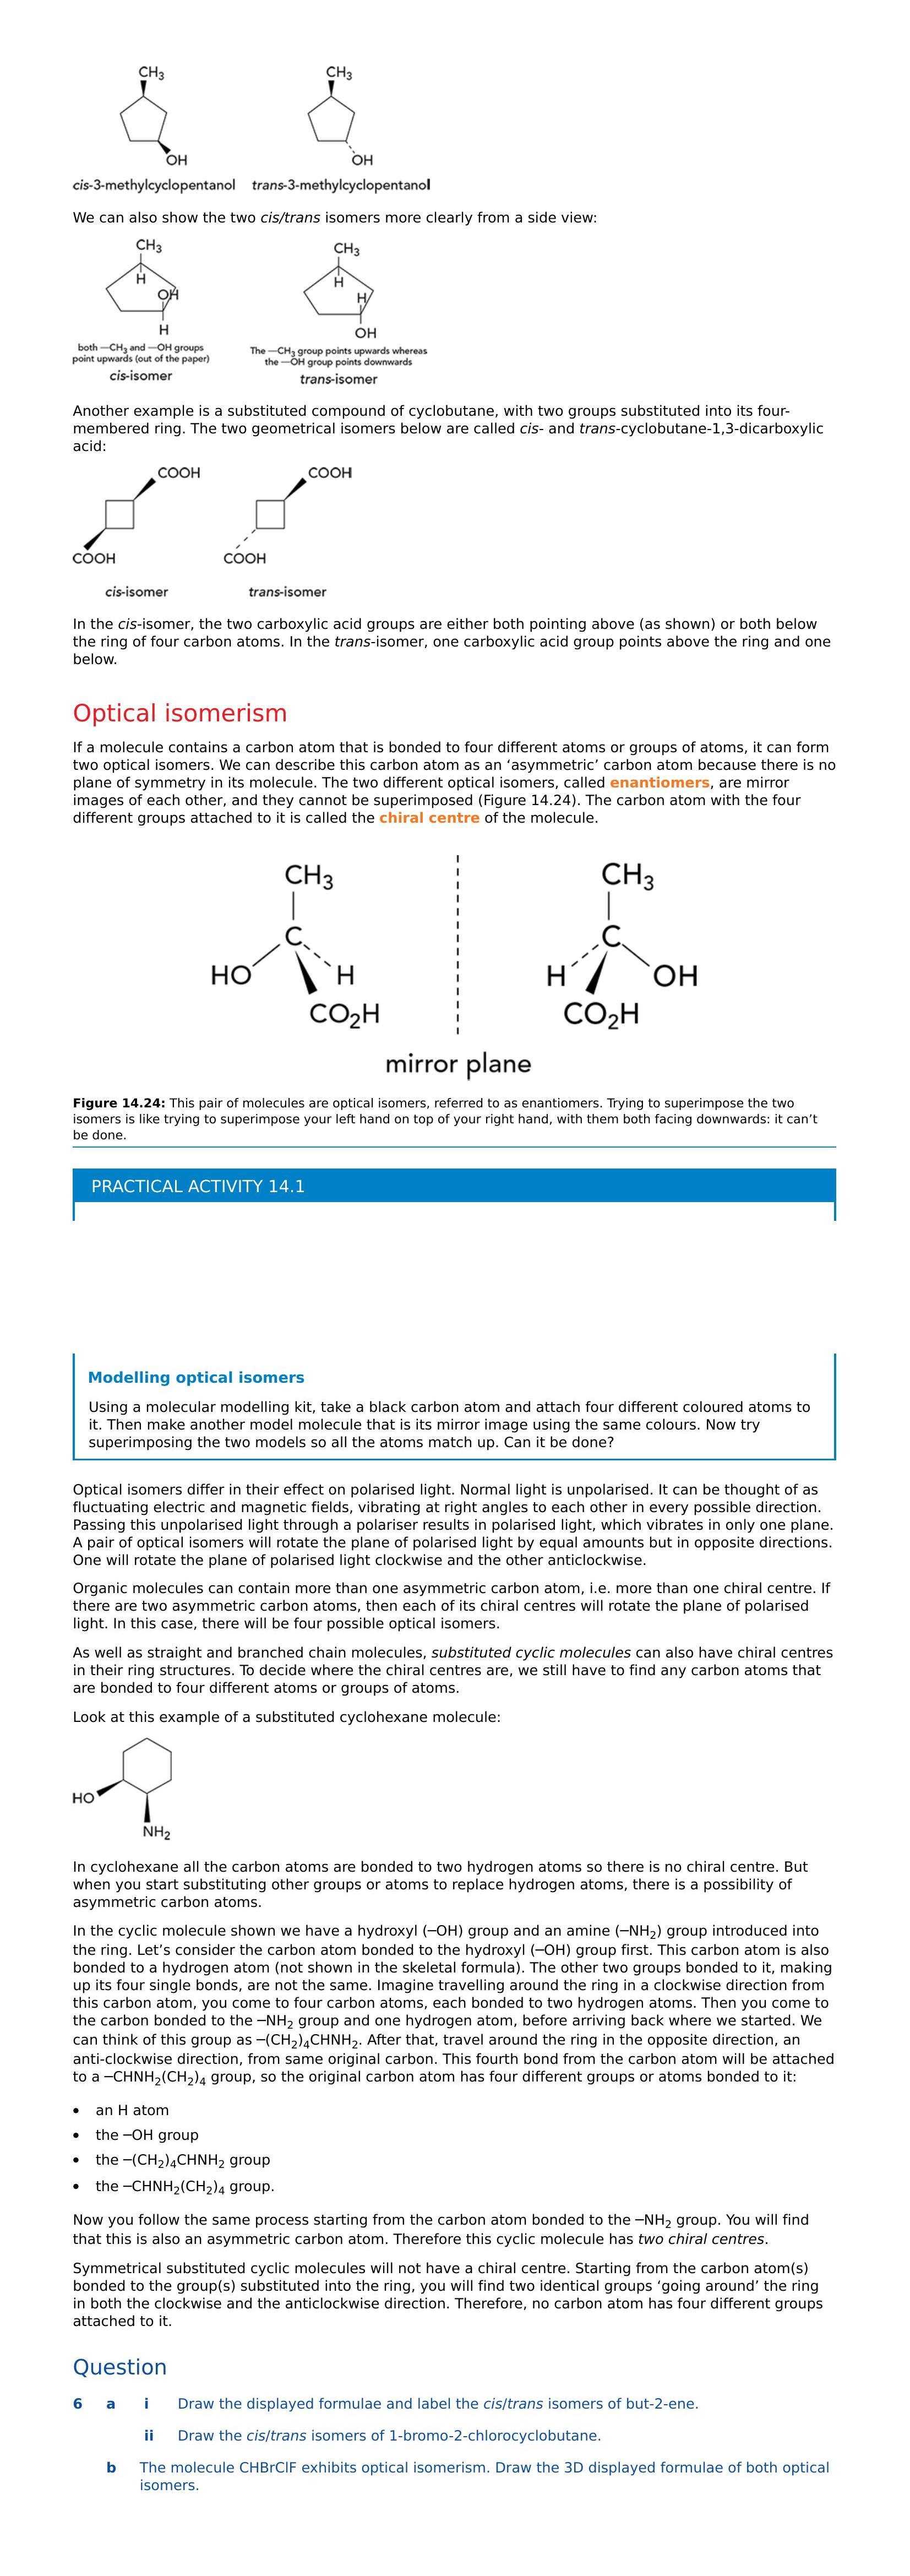 CH3 CH3
OH OH
cis-3-methylcyclopentanol trans-3-methylcyclopentanol
We can also show the two cis/trans isomers more clearly from a side view:
CH3 CH3
H H
OH H
H OH
both —CH3 and —OH groups
point upwards (out of the paper)
cis-isomer
The —CH3 group points upwards whereas
the —OH group points downwards
trans-isomer
Another example is a substituted compound of cyclobutane, with two groups substituted into its four-
membered ring. The two geometrical isomers below are called cis- and trans-cyclobutane-1,3-dicarboxylic
acid:
COOH COOH
COOH COOH
cis-isomer trans-isomer
In the cis-isomer, the two carboxylic acid groups are either both pointing above (as shown) or both below
the ring of four carbon atoms. In the trans-isomer, one carboxylic acid group points above the ring and one
below.
Optical isomerism
If a molecule contains a carbon atom that is bonded to four different atoms or groups of atoms, it can form
two optical isomers. We can describe this carbon atom as an ‘asymmetric’ carbon atom because there is no
plane of symmetry in its molecule. The two different optical isomers, called enantiomers, are mirror
images of each other, and they cannot be superimposed (Figure 14.24). The carbon atom with the four
different groups attached to it is called the chiral centre of the molecule.
CH3 CH3
C C
HO H H OH
CO2H CO2H
mirror plane
Figure 14.24: This pair of molecules are optical isomers, referred to as enantiomers. Trying to superimpose the two
isomers is like trying to superimpose your left hand on top of your right hand, with them both facing downwards: it can’t
be done.
PRACTICAL ACTIVITY 14.1
Modelling optical isomers
Using a molecular modelling kit, take a black carbon atom and attach four different coloured atoms to
it. Then make another model molecule that is its mirror image using the same colours. Now try
superimposing the two models so all the atoms match up. Can it be done?
Optical isomers differ in their effect on polarised light. Normal light is unpolarised. It can be thought of as
fluctuating electric and magnetic fields, vibrating at right angles to each other in every possible direction.
Passing this unpolarised light through a polariser results in polarised light, which vibrates in only one plane.
A pair of optical isomers will rotate the plane of polarised light by equal amounts but in opposite directions.
One will rotate the plane of polarised light clockwise and the other anticlockwise.
Organic molecules can contain more than one asymmetric carbon atom, i.e. more than one chiral centre. If
there are two asymmetric carbon atoms, then each of its chiral centres will rotate the plane of polarised
light. In this case, there will be four possible optical isomers.
As well as straight and branched chain molecules, substituted cyclic molecules can also have chiral centres
in their ring structures. To decide where the chiral centres are, we still have to find any carbon atoms that
are bonded to four different atoms or groups of atoms.
Look at this example of a substituted cyclohexane molecule:
HO
NH2
In cyclohexane all the carbon atoms are bonded to two hydrogen atoms so there is no chiral centre. But
when you start substituting other groups or atoms to replace hydrogen atoms, there is a possibility of
asymmetric carbon atoms.
In the cyclic molecule shown we have a hydroxyl (—OH) group and an amine (—NH2) group introduced into
the ring. Let’s consider the carbon atom bonded to the hydroxyl (—OH) group first. This carbon atom is also
bonded to a hydrogen atom (not shown in the skeletal formula). The other two groups bonded to it, making
up its four single bonds, are not the same. Imagine travelling around the ring in a clockwise direction from
this carbon atom, you come to four carbon atoms, each bonded to two hydrogen atoms. Then you come to
the carbon bonded to the —NH2 group and one hydrogen atom, before arriving back where we started. We
can think of this group as —(CH2)4CHNH2. After that, travel around the ring in the opposite direction, an
anti-clockwise direction, from same original carbon. This fourth bond from the carbon atom will be attached
to a —CHNH2(CH2)4 group, so the original carbon atom has four different groups or atoms bonded to it:
• an H atom
• the —OH group
• the —(CH2)4CHNH2 group
• the —CHNH2(CH2)4 group.
Now you follow the same process starting from the carbon atom bonded to the —NH2 group. You will find
that this is also an asymmetric carbon atom. Therefore this cyclic molecule has two chiral centres.
Symmetrical substituted cyclic molecules will not have a chiral centre. Starting from the carbon atom(s)
bonded to the group(s) substituted into the ring, you will find two identical groups ‘going around’ the ring
in both the clockwise and the anticlockwise direction. Therefore, no carbon atom has four different groups
attached to it.
Question
6 a i Draw the displayed formulae and label the cis/trans isomers of but-2-ene.
ii Draw the cis/trans isomers of 1-bromo-2-chlorocyclobutane.
b The molecule CHBrClF exhibits optical isomerism. Draw the 3D displayed formulae of both optical
isomers.